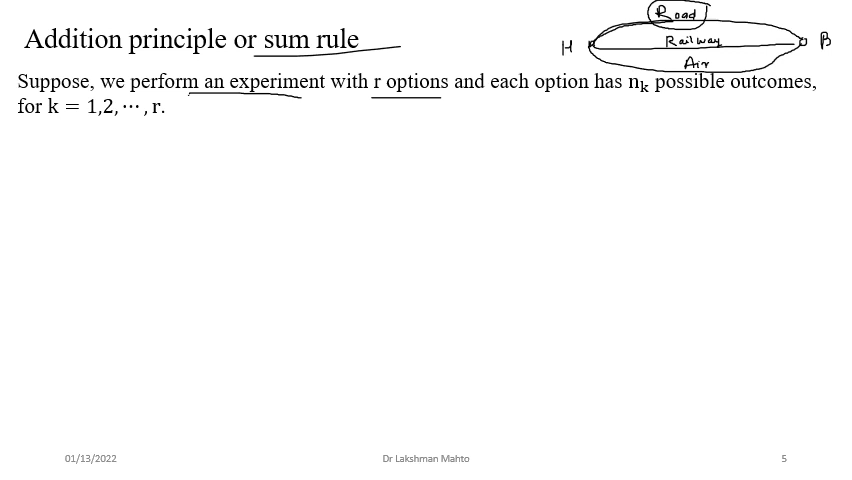 Road
Addition principle or sum rule
H Railway B
Air
Suppose, we perform an experiment with r options and each option has nₖ possible outcomes,
for k = 1,2, ⋯ , r.
01/13/2022 Dr Lakshman Mahto 5